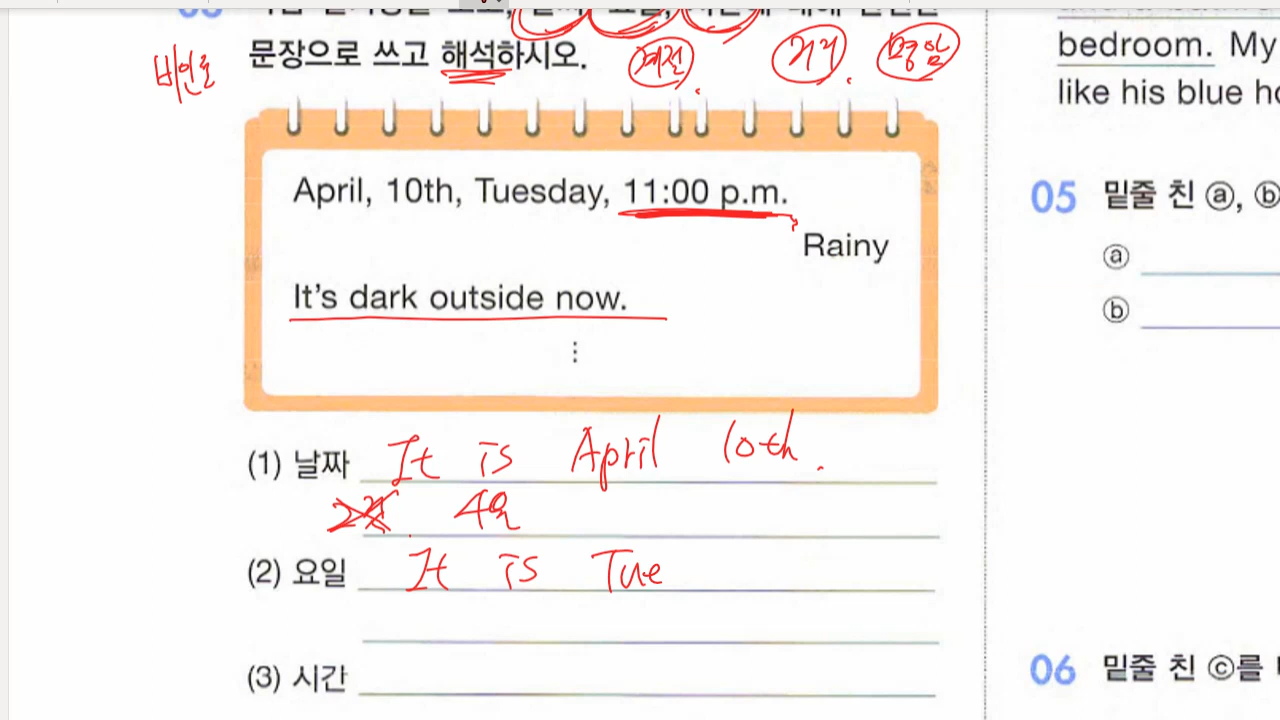 문장으로 쓰고 해석하시오.
비인칭
계절
거리
명암
April, 10th, Tuesday, 11:00 p.m.
Rainy
It's dark outside now.
(1) 날짜 It is April 10th.
4월
(2) 요일 It is Tue
(3) 시간
bedroom. My
like his blue
05 밑줄 친 ⓐ, ⓑ
ⓐ
ⓑ
06 밑줄 친 ⓒ를